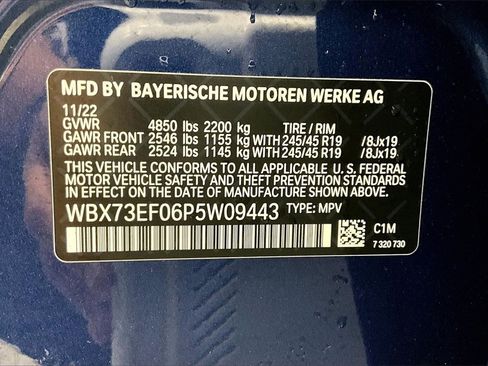 MFD BY BAYERISCHE MOTOREN WERKE AG
11/22
GVWR 4850 lbs 2200 kg TIRE / RIM
GAWR FRONT 2546 lbs 1155 kg WITH 245/45 R19 /8Jx19
GAWR REAR 2524 lbs 1145 kg WITH 245/45 R19 /8Jx19
THIS VEHICLE CONFORMS TO ALL APPLICABLE U. S. FEDERAL
MOTOR VEHICLE SAFETY AND THEFT PREVENTION STANDARDS IN
EFFECT ON THE DATE OF MANUFACTURE SHOWN ABOVE.
WBX73EF06P5W09443 TYPE: MPV
C1M
7 320 730